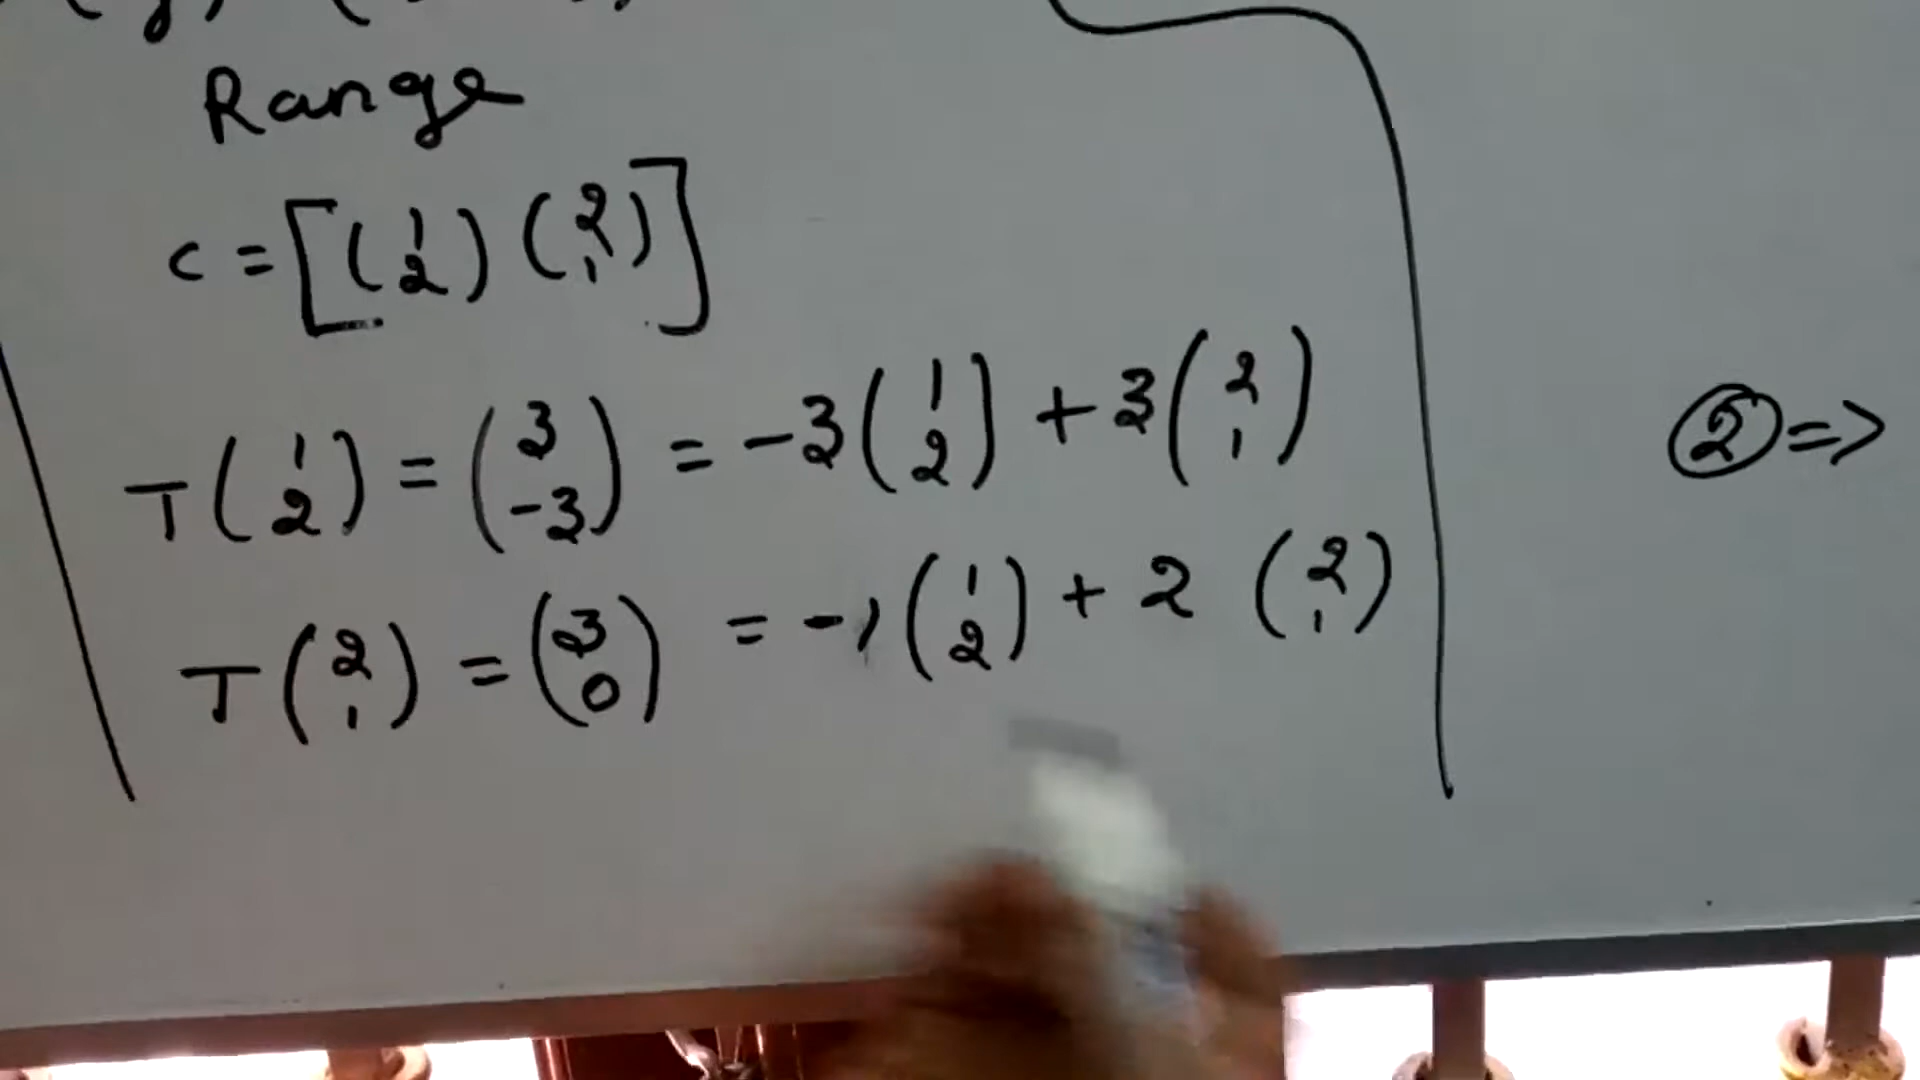 Range
c = [(1 2) (2 1)]
T(1 2) = (3 -3) = -3(1 2) + 3(2 1)
② =>
T(2 1) = (3 0) = -1(1 2) + 2 (2 1)